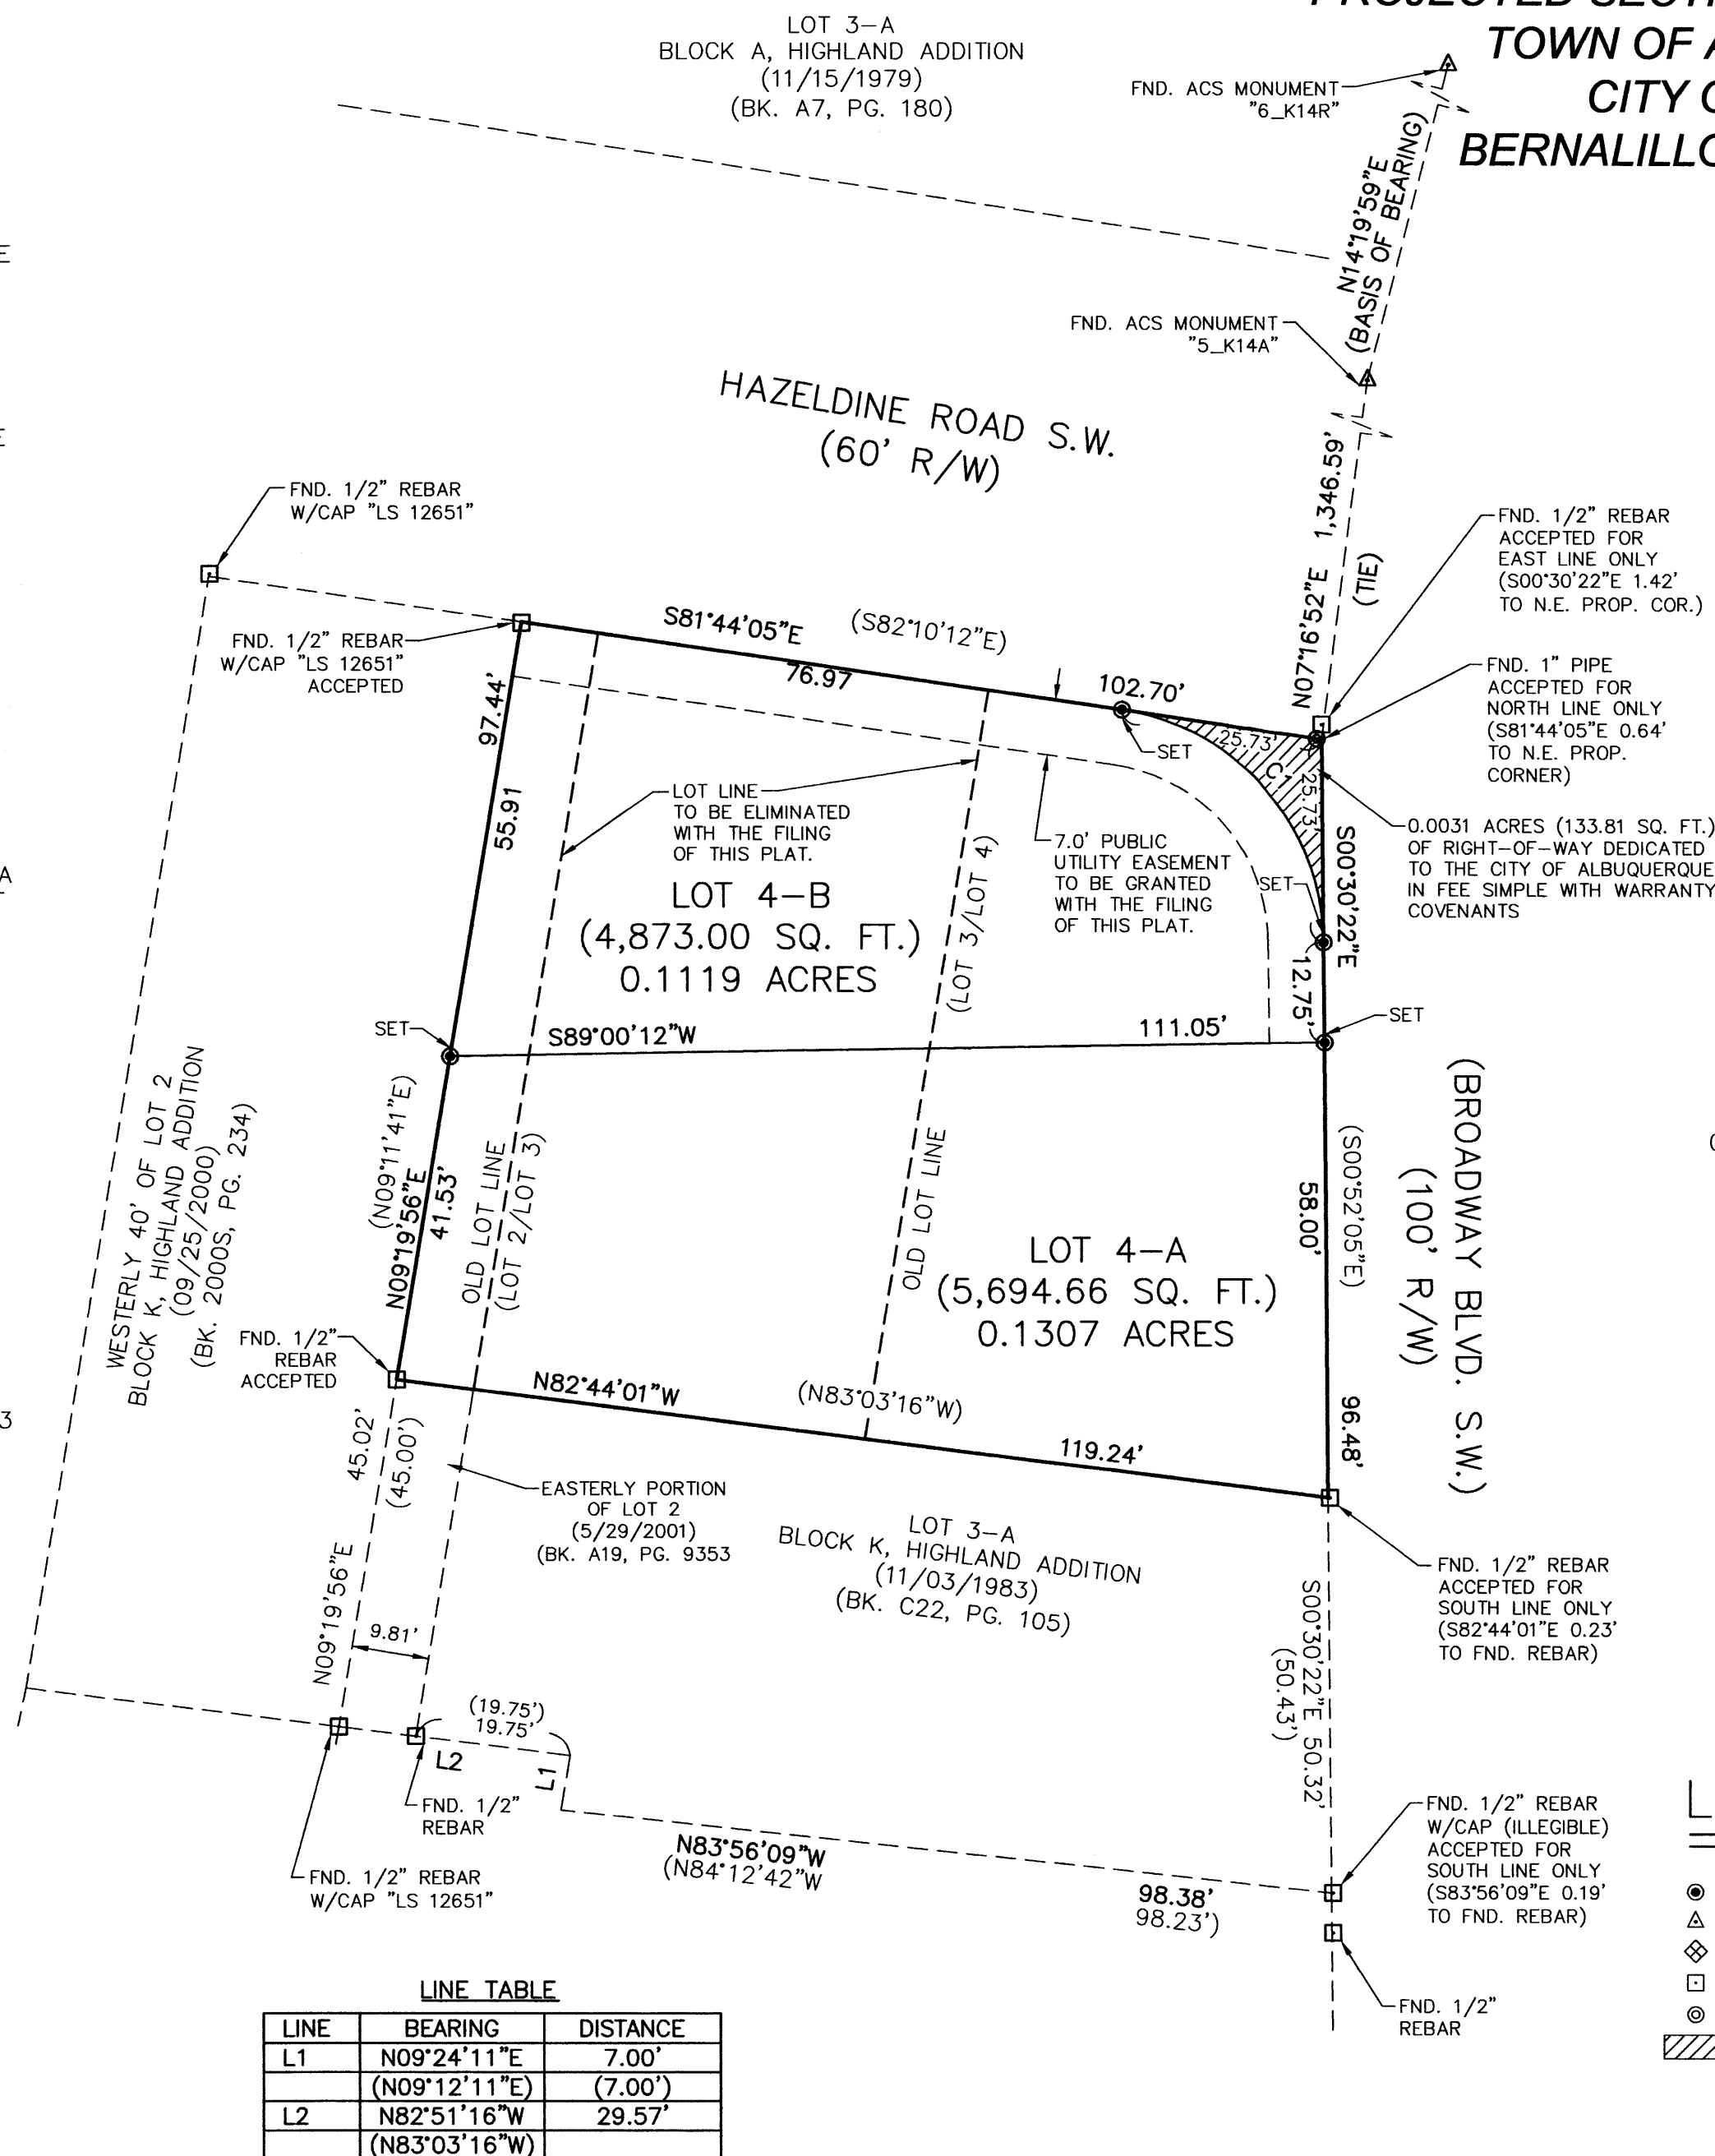 PROJECTED SECTI
TOWN OF A
CITY O
BERNALILLO
LOT 3-A
BLOCK A, HIGHLAND ADDITION
(11/15/1979)
(BK. A7, PG. 180)
FND. ACS MONUMENT
"6_K14R"
N14°19'59"E
(BASIS OF BEARING)
FND. ACS MONUMENT
"5_K14A"
HAZELDINE ROAD S.W.
(60' R/W)
N07°16'52"E 1,346.59'
(TIE)
FND. 1/2" REBAR
W/CAP "LS 12651"
FND. 1/2" REBAR
ACCEPTED FOR
EAST LINE ONLY
(S00°30'22"E 1.42'
TO N.E. PROP. COR.)
FND. 1/2" REBAR
W/CAP "LS 12651"
ACCEPTED
S81°44'05"E
(S82°10'12"E)
76.97
102.70'
FND. 1" PIPE
ACCEPTED FOR
NORTH LINE ONLY
(S81°44'05"E 0.64'
TO N.E. PROP.
CORNER)
SET
25.73'
C1
25.73'
97.44'
55.91
LOT LINE
TO BE ELIMINATED
WITH THE FILING
OF THIS PLAT.
7.0' PUBLIC
UTILITY EASEMENT
TO BE GRANTED
WITH THE FILING
OF THIS PLAT.
0.0031 ACRES (133.81 SQ. FT.)
OF RIGHT-OF-WAY DEDICATED
TO THE CITY OF ALBUQUERQUE
IN FEE SIMPLE WITH WARRANTY
COVENANTS
S00°30'22"E
LOT 4-B
(4,873.00 SQ. FT.)
0.1119 ACRES
(LOT 3/LOT 4)
SET
12.75'
SET
S89°00'12"W
111.05'
SET
WESTERLY 40' OF LOT 2
BLOCK K, HIGHLAND ADDITION
(09/25/2000)
(BK. 2000S, PG. 234)
(N09°11'41"E)
N09°19'56"E
41.53'
OLD LOT LINE
(LOT 2/LOT 3)
OLD LOT LINE
58.00'
(S00°52'05"E)
(BROADWAY BLVD. S.W.)
(100' R/W)
LOT 4-A
(5,694.66 SQ. FT.)
0.1307 ACRES
FND. 1/2"
REBAR
ACCEPTED
N82°44'01"W
(N83°03'16"W)
119.24'
96.48'
45.02'
(45.00')
N09°19'56"E
9.81'
EASTERLY PORTION
OF LOT 2
(5/29/2001)
(BK. A19, PG. 9353
LOT 3-A
BLOCK K, HIGHLAND ADDITION
(11/03/1983)
(BK. C22, PG. 105)
FND. 1/2" REBAR
ACCEPTED FOR
SOUTH LINE ONLY
(S82°44'01"E 0.23'
TO FND. REBAR)
S00°30'22"E 50.32'
(50.43')
(19.75')
19.75'
L2
L1
FND. 1/2"
REBAR
FND. 1/2" REBAR
W/CAP "LS 12651"
N83°56'09"W
(N84°12'42"W
98.38'
98.23')
FND. 1/2" REBAR
W/CAP (ILLEGIBLE)
ACCEPTED FOR
SOUTH LINE ONLY
(S83°56'09"E 0.19'
TO FND. REBAR)
FND. 1/2"
REBAR
LINE TABLE
LINE BEARING DISTANCE
L1 N09°24'11"E 7.00'
(N09°12'11"E) (7.00')
L2 N82°51'16"W 29.57'
(N83°03'16"W)
E
E
A
3